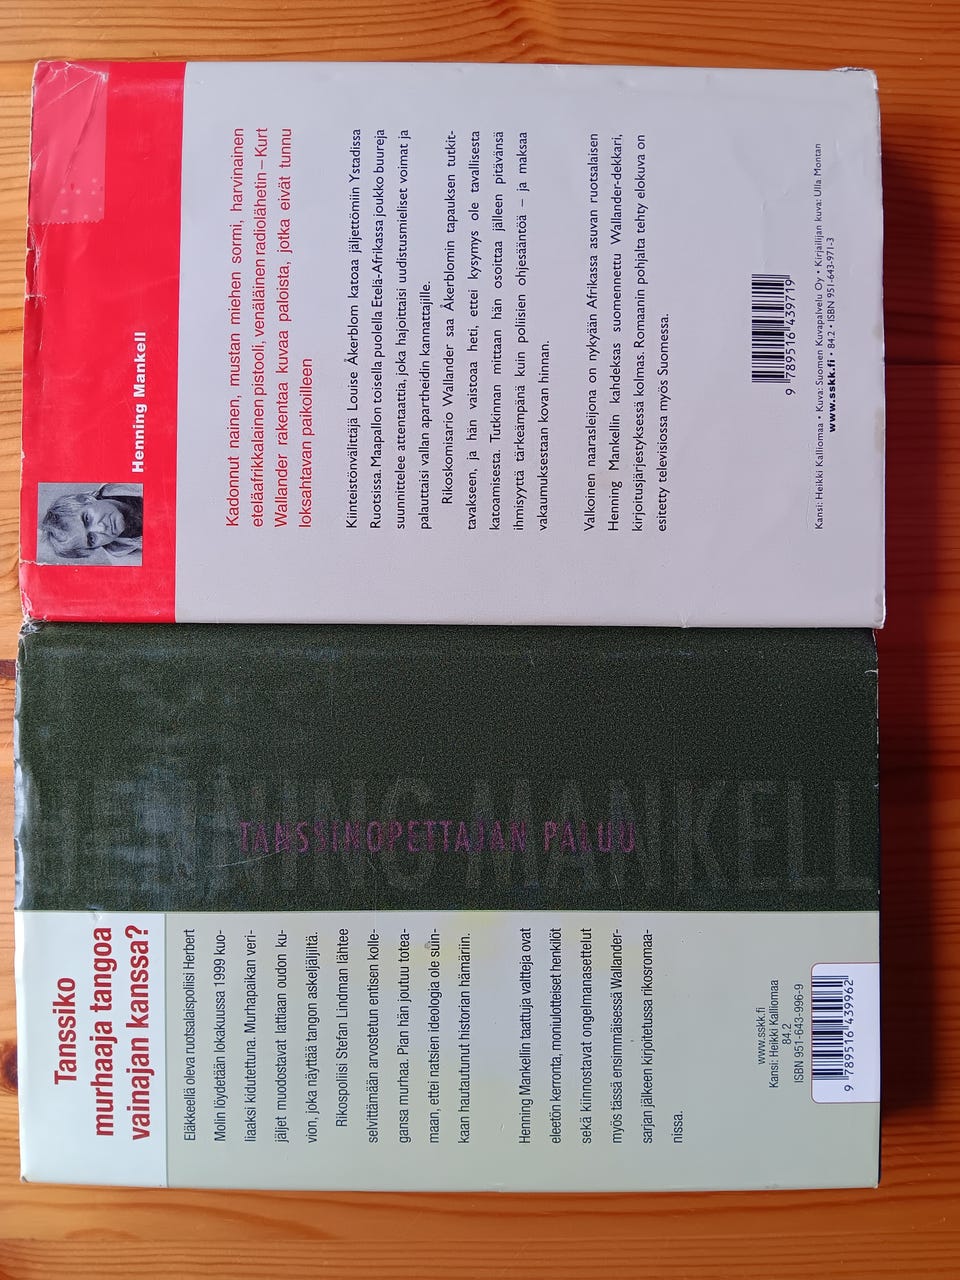 Henning Mankell
Kadonnut nainen, mustan miehen sormi, harvinainen
eteläafrikkalainen pistooli, venäläinen radiolähetin – Kurt
Wallander rakentaa kuvaa paloista, jotka eivät tunnu
loksahtavan paikoilleen
Kiinteistönvälittäjä Louise Åkerblom katoaa jäljettömiin Ystadissa
Ruotsissa. Maapallon toisella puolella Etelä-Afrikassa joukko buureja
suunnittelee attentaattia, joka hajoittaisi uudistusmieliset voimat ja
palauttaisi vallan apartheidin kannattajille.
Rikoskomisario Wallander saa Åkerblomin tapauksen tutkit-
tavakseen, ja hän vaistoaa heti, ettei kysymys ole tavallisesta
katoamisesta. Tutkinnan mittaan hän osoittaa jälleen pitävänsä
ihmisyyttä tärkeämpänä kuin poliisien ohjesääntöä – ja maksaa
vakaumuksestaan kovan hinnan.
Valkoinen naarasleijona on nykyään Afrikassa asuvan ruotsalaisen
Henning Mankellin kahdeksas suomennettu Wallander-dekkari,
kirjoitusjärjestyksessä kolmas. Romaanin pohjalta tehty elokuva on
esitetty televisiossa myös Suomessa.
9 789516 439719
Kansi: Heikki Kalliomaa • Kuva: Suomen Kuvapalvelu Oy • Kirjailijan kuva: Ulla Montan
www.sskk.fi • 84.2 • ISBN 951-643-971-3
HENNING MANKELL
TANSSINOPETTAJAN PALUU
Tanssiko
murhaaja tangoa
vainajan kanssa?
Eläkkeellä oleva ruotsalaispoliisi Herbert
Molin löydetään lokakuussa 1999 kuo-
liaaksi kidutettuna. Murhapaikan veri-
jäljet muodostavat lattiaan oudon ku-
vion, joka näyttää tangon askeljäljiltä.
Rikospoliisi Stefan Lindman lähtee
selvittämään arvostetun entisen kolle-
gansa murhaa. Pian hän joutuu totea-
maan, ettei natsien ideologia ole suin-
kaan hautautunut historian hämäriin.
Henning Mankellin taattuja valtteja ovat
eleetön kerronta, moniulotteiset henkilöt
sekä kiinnostavat ongelmanasettelut
myös tässä ensimmäisessä Wallander-
sarjan jälkeen kirjoitetussa rikosromaa-
nissa.
www.sskk.fi
Kansi: Heikki Kalliomaa
84.2
ISBN 951-643-996-9
9 789516 439962